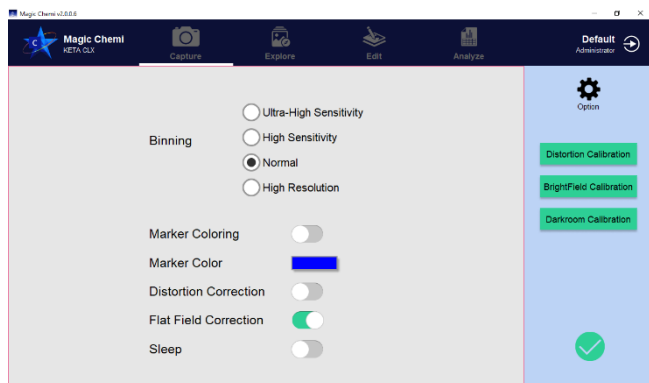 Magic Chemi v2.0.0.6
C
Magic Chemi
KETA CLX
Capture
Explore
Edit
Analyze
Default
Administrator
Option
Binning
Ultra-High Sensitivity
High Sensitivity
Normal
High Resolution
Distortion Calibration
BrightField Calibration
Darkroom Calibration
Marker Coloring
Marker Color
Distortion Correction
Flat Field Correction
Sleep